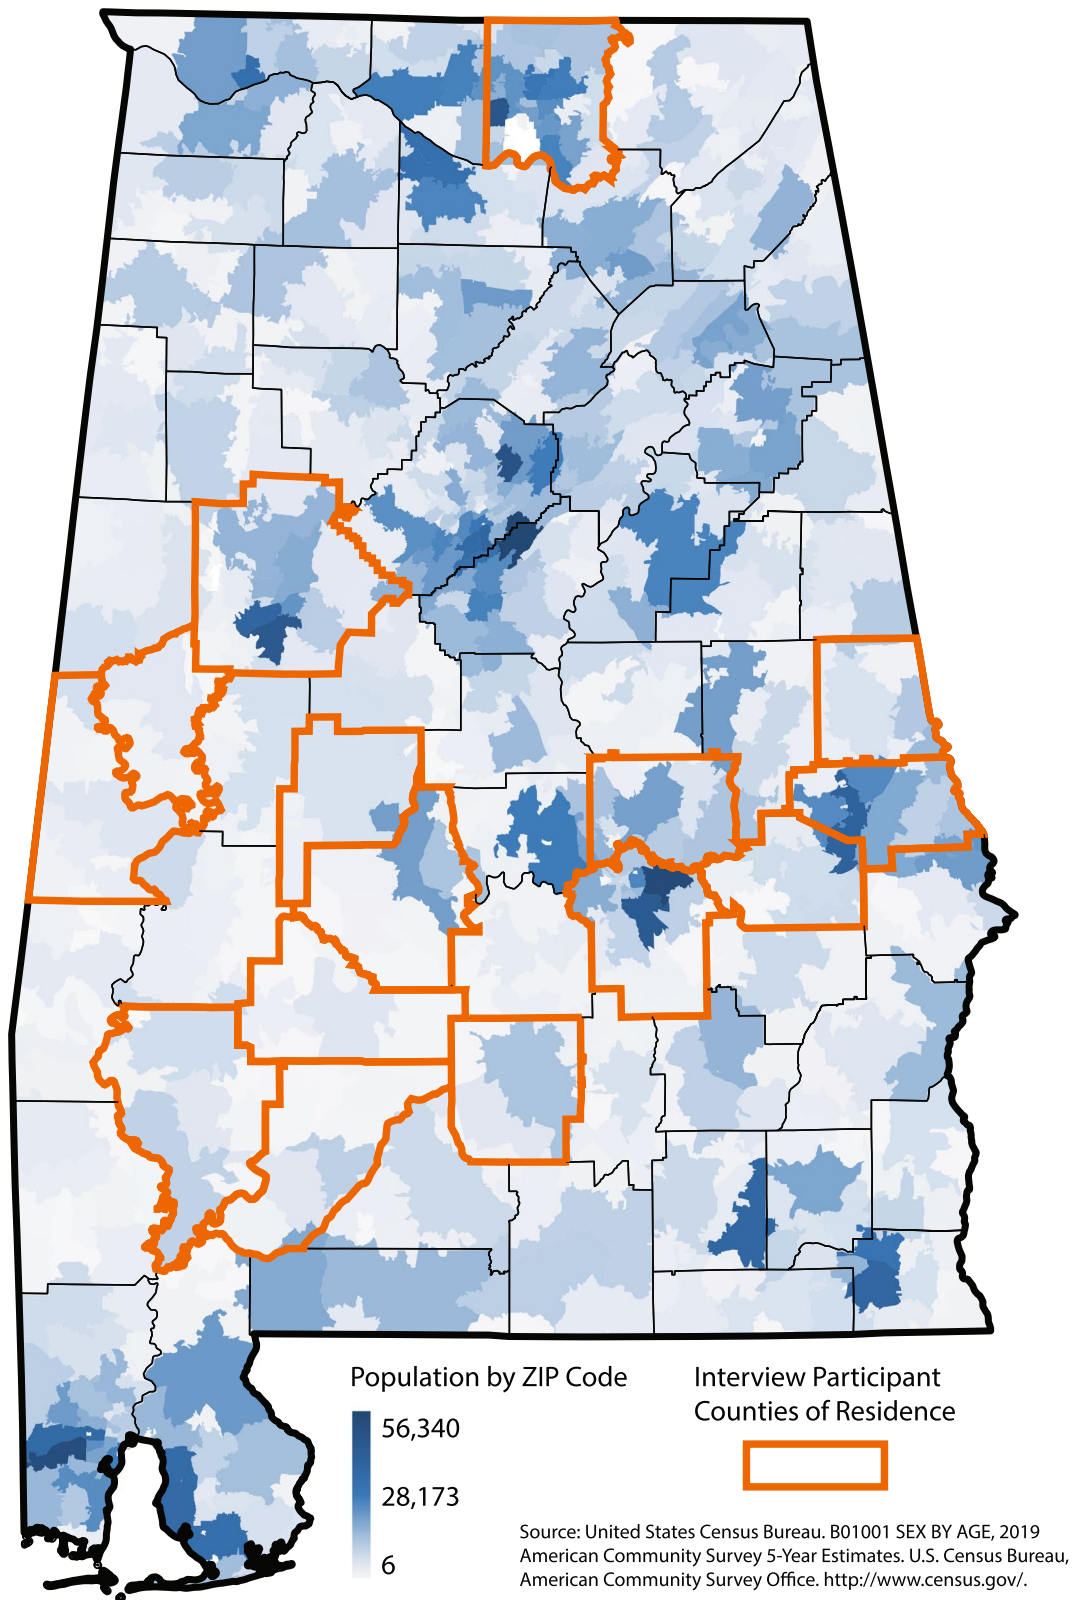 Population by ZIP Code
56,340
28,173
6
Interview Participant
Counties of Residence
Source: United States Census Bureau. B01001 SEX BY AGE, 2019
American Community Survey 5-Year Estimates. U.S. Census Bureau,
American Community Survey Office. http://www.census.gov/.